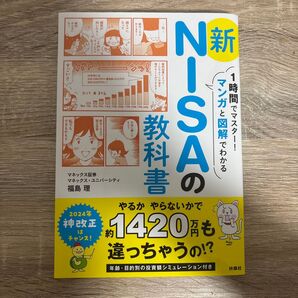 1時間でマスター!
マンガと図解でわかる
新
NISAの
教科書
マネックス証券
マネックス・ユニバーシティ
福島 理
2024年
神改正
は
チャンス!
やるか やらないかで
約1420万円も
違っちゃうの!?
年齢・目的別の投資額シミュレーション付き
扶桑社